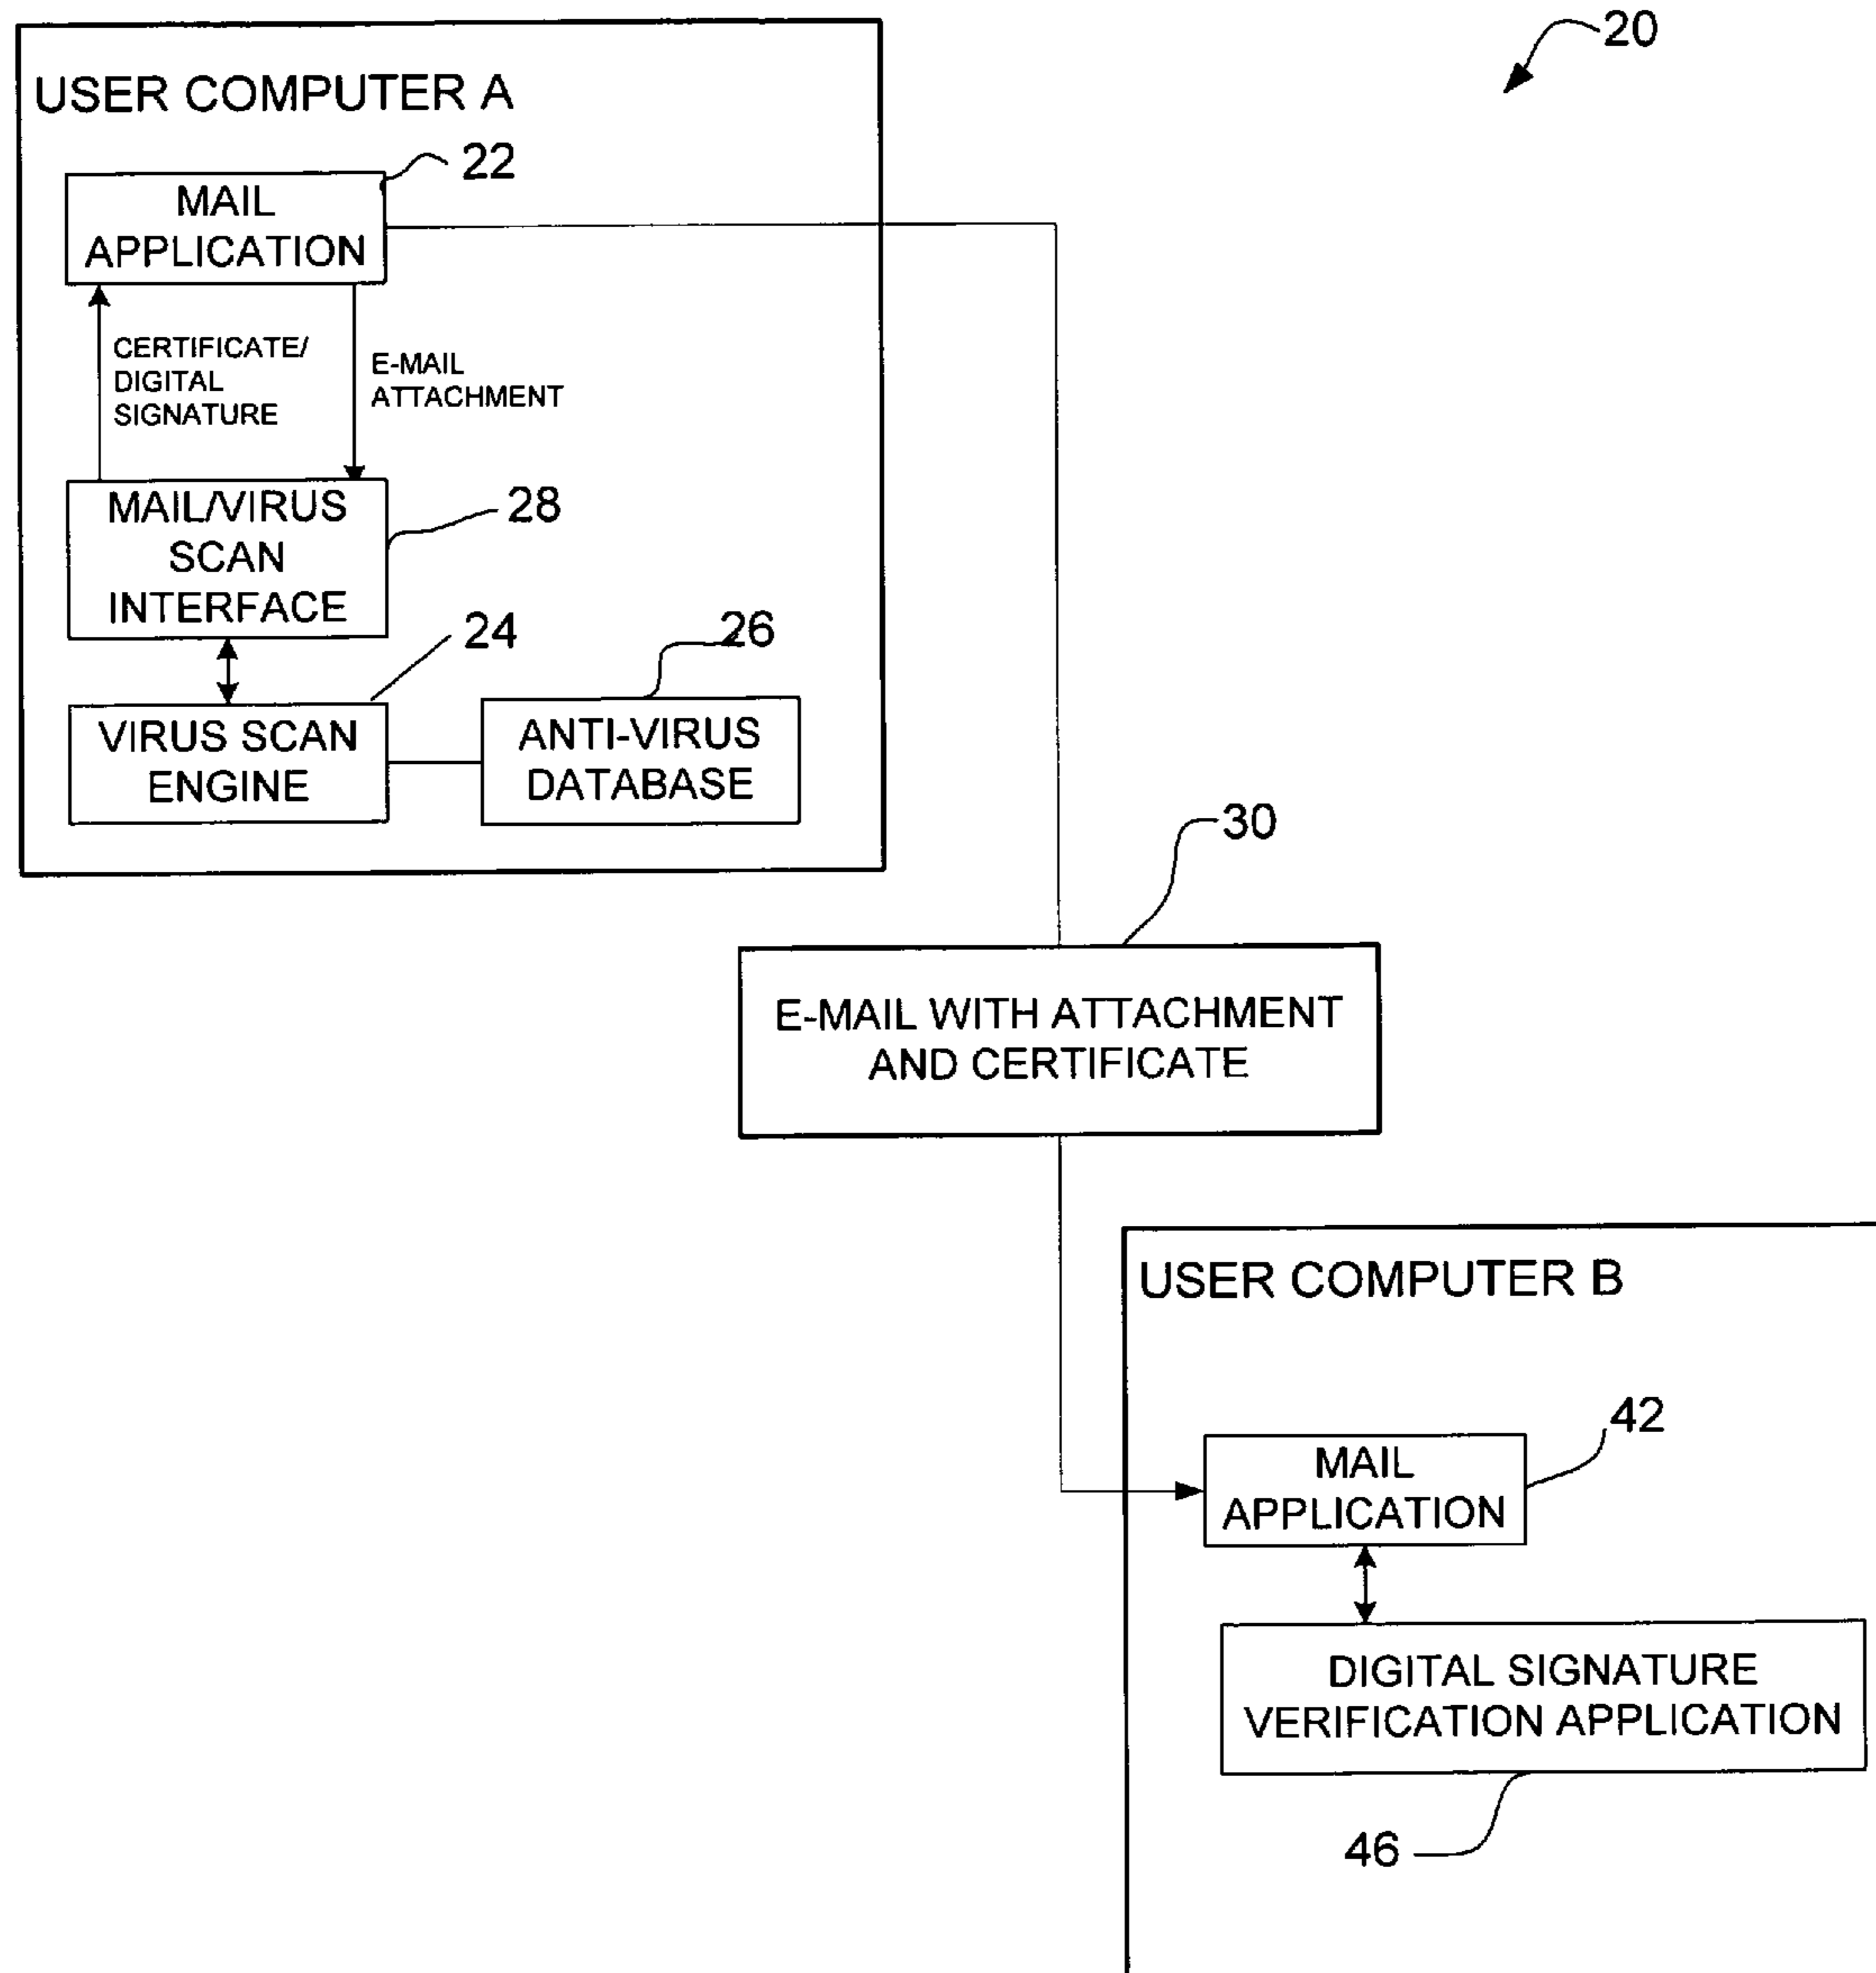 20
USER COMPUTER A
22
MAIL
APPLICATION
CERTIFICATE/
DIGITAL
SIGNATURE
E-MAIL
ATTACHMENT
MAIL/VIRUS
SCAN
INTERFACE
28
24
26
VIRUS SCAN
ENGINE
ANTI-VIRUS
DATABASE
30
E-MAIL WITH ATTACHMENT
AND CERTIFICATE
USER COMPUTER B
42
MAIL
APPLICATION
DIGITAL SIGNATURE
VERIFICATION APPLICATION
46